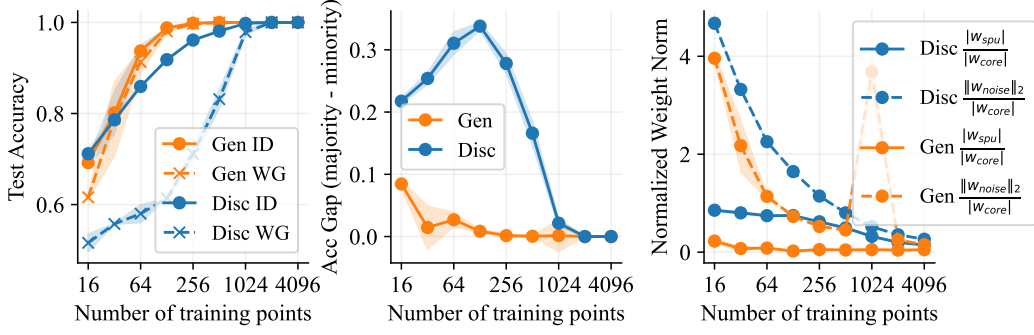 Test Accuracy
1.0
0.8
0.6
16
64
256
1024
4096
Number of training points
Gen ID
Gen WG
Disc ID
Disc WG
Acc Gap (majority - minority)
0.3
0.2
0.1
0.0
16
64
256
1024
4096
Number of training points
Gen
Disc
Normalized Weight Norm
4
2
0
16
64
256
1024
4096
Number of training points
Disc |w_spu| / |w_core|
Disc ‖w_noise‖₂ / |w_core|
Gen |w_spu| / |w_core|
Gen ‖w_noise‖₂ / |w_core|